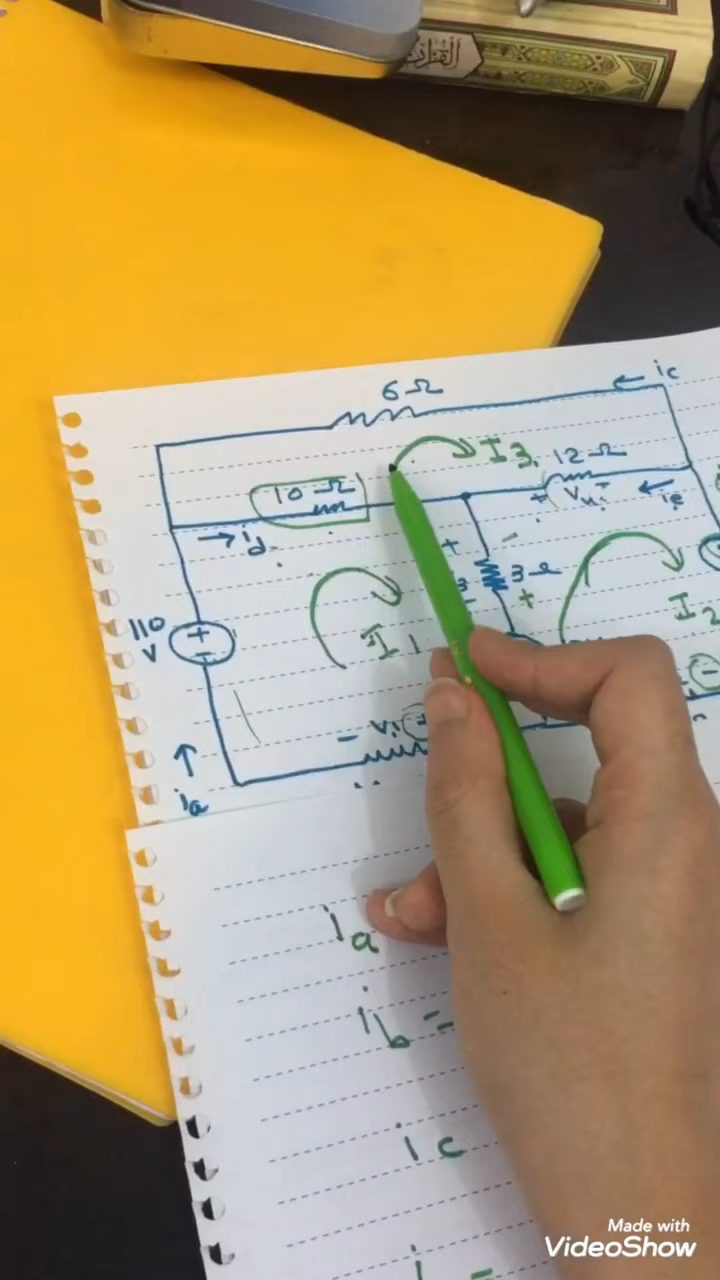 القرآن
6 Ω
ic
I3
12 Ω
10 Ω
+
ie
id
+
3 Ω
+
I2
110
V
+
-
I1
-
ia
ia
ib =
ic
Made with
VideoShow